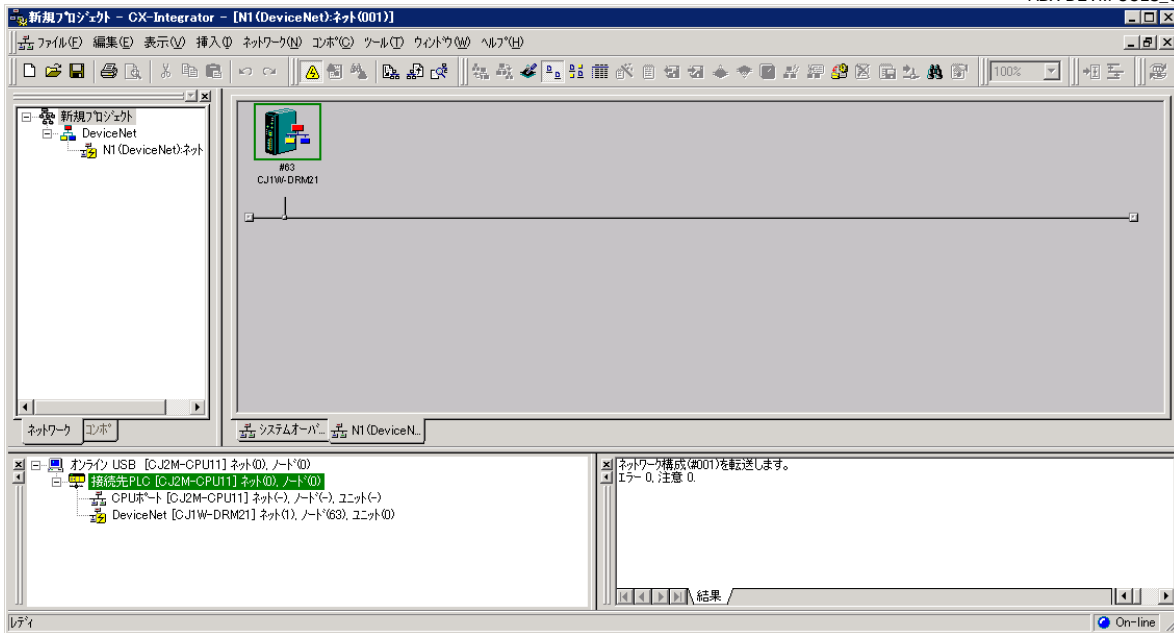 新規ﾌﾟﾛｼﾞｪｸﾄ - CX-Integrator - [N1(DeviceNet):ﾈｯﾄ(001)]
ﾌｧｲﾙ(F) 編集(E) 表示(V) 挿入(I) ﾈｯﾄﾜｰｸ(N) ｺﾝﾎﾟ(C) ﾂｰﾙ(T) ｳｨﾝﾄﾞｳ(W) ﾍﾙﾌﾟ(H)
100%
新規ﾌﾟﾛｼﾞｪｸﾄ
DeviceNet
N1(DeviceNet):ﾈｯﾄ
#63
CJ1W-DRM21
ﾈｯﾄﾜｰｸ ｺﾝﾎﾟ
ｼｽﾃﾑｵｰﾊﾞ... N1(DeviceN...
ｵﾝﾗｲﾝ USB [CJ2M-CPU11] ﾈｯﾄ(0), ﾉｰﾄﾞ(0)
接続先PLC [CJ2M-CPU11] ﾈｯﾄ(0), ﾉｰﾄﾞ(0)
CPUﾎﾟｰﾄ [CJ2M-CPU11] ﾈｯﾄ(-), ﾉｰﾄﾞ(-), ﾕﾆｯﾄ(-)
DeviceNet [CJ1W-DRM21] ﾈｯﾄ(1), ﾉｰﾄﾞ(63), ﾕﾆｯﾄ(0)
ﾈｯﾄﾜｰｸ構成(#001)を転送します。
ｴﾗｰ 0, 注意 0.
結果
ﾚﾃﾞｨ
On-line